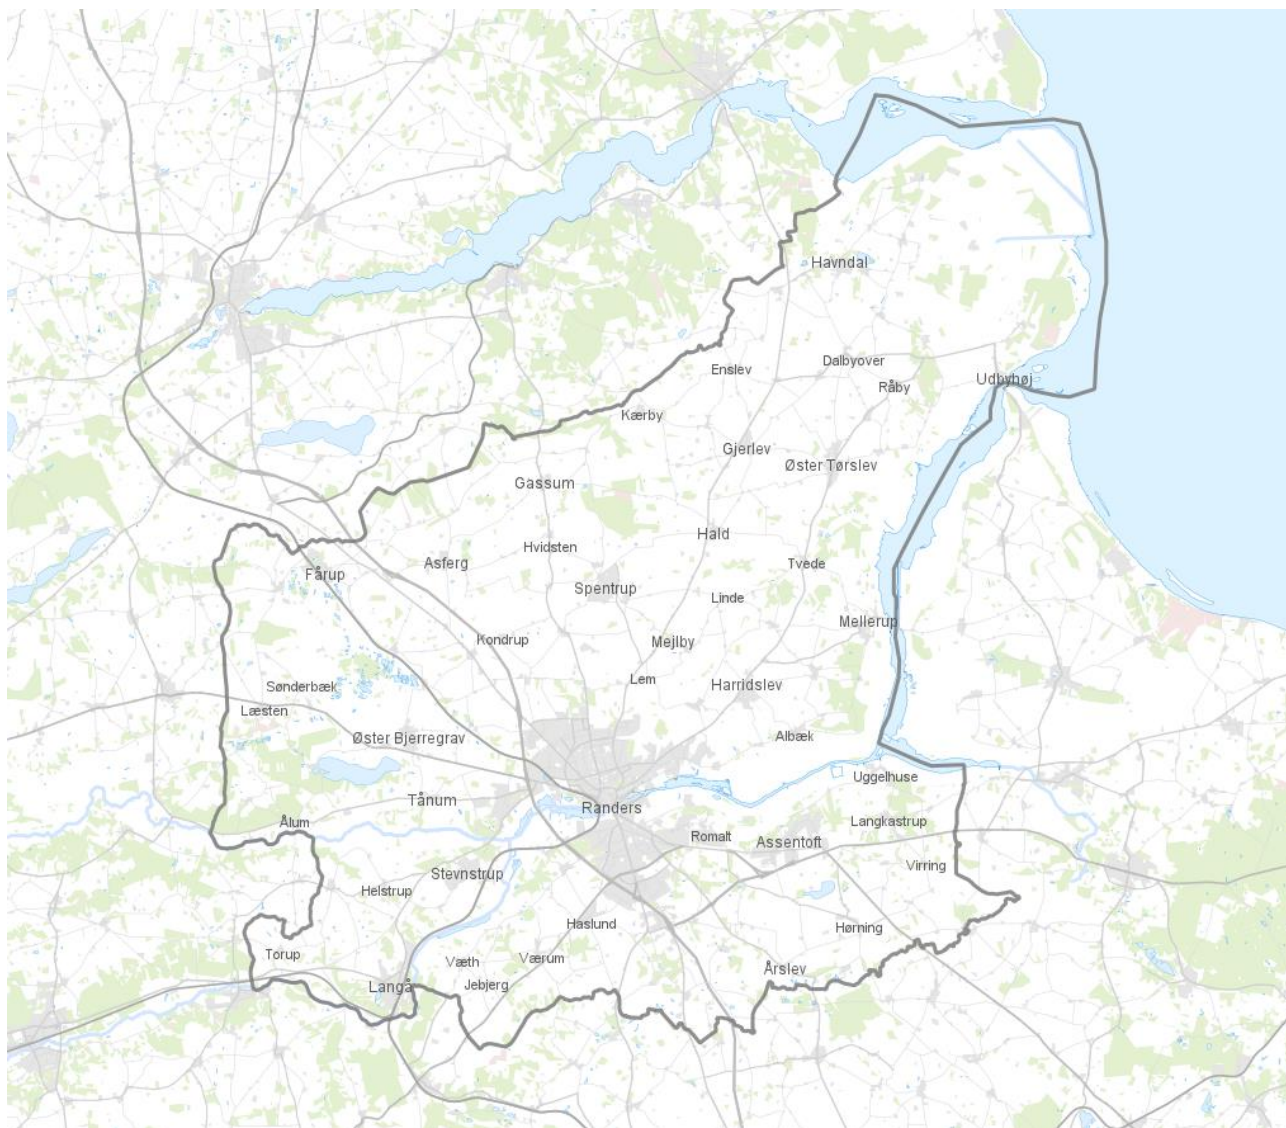 Havndal
Enslev
Dalbyover
Råby
Udbyhøj
Kærby
Gjerlev
Øster Tørslev
Gassum
Hald
Hvidsten
Asferg
Fårup
Tvede
Spentrup
Linde
Mellerup
Kondrup
Mejlby
Lem
Sønderbæk
Harridslev
Læsten
Øster Bjerregrav
Albæk
Uggelhuse
Tånum
Randers
Ålum
Langkastrup
Romalt
Assentoft
Virring
Stevnstrup
Helstrup
Haslund
Hørning
Torup
Værum
Væth
Årslev
Jebjerg
Langå